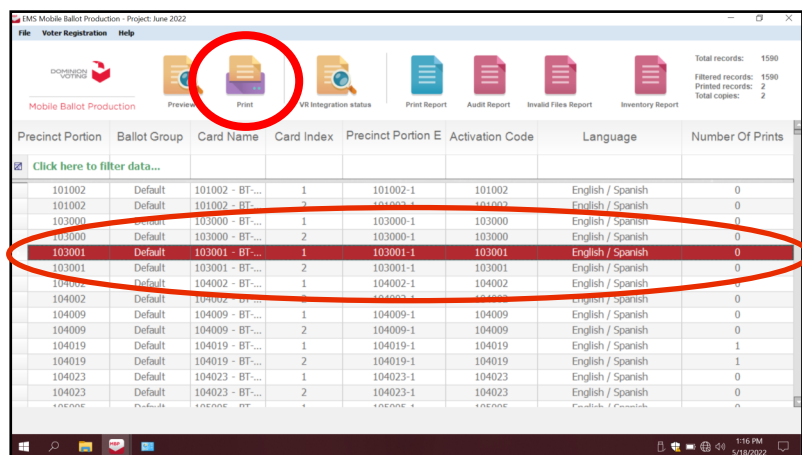 EMS Mobile Ballot Production - Project: June 2022
File Voter Registration Help
DOMINION VOTING
Mobile Ballot Production
Preview
Print
VR Integration status
Print Report
Audit Report
Invalid Files Report
Inventory Report
Total records: 1590
Filtered records: 1590
Printed records: 2
Total copies: 2
Precinct Portion Ballot Group Card Name Card Index Precinct Portion E Activation Code Language Number Of Prints
Click here to filter data...
101002 Default 101002 - BT-... 1 101002-1 101002 English / Spanish 0
101002 Default 101002 - BT-... 2 101002-1 101002 English / Spanish 0
103000 Default 103000 - BT-... 1 103000-1 103000 English / Spanish 0
103000 Default 103000 - BT-... 2 103000-1 103000 English / Spanish 0
103001 Default 103001 - BT-... 1 103001-1 103001 English / Spanish 0
103001 Default 103001 - BT-... 2 103001-1 103001 English / Spanish 0
104002 Default 104002 - BT-... 1 104002-1 104002 English / Spanish 0
104002 Default 104002 - BT-... 2 104002-1 104002 English / Spanish 0
104009 Default 104009 - BT-... 1 104009-1 104009 English / Spanish 0
104009 Default 104009 - BT-... 2 104009-1 104009 English / Spanish 0
104019 Default 104019 - BT-... 1 104019-1 104019 English / Spanish 1
104019 Default 104019 - BT-... 2 104019-1 104019 English / Spanish 1
104023 Default 104023 - BT-... 1 104023-1 104023 English / Spanish 0
104023 Default 104023 - BT-... 2 104023-1 104023 English / Spanish 0
MBP
1:16 PM
5/18/2022